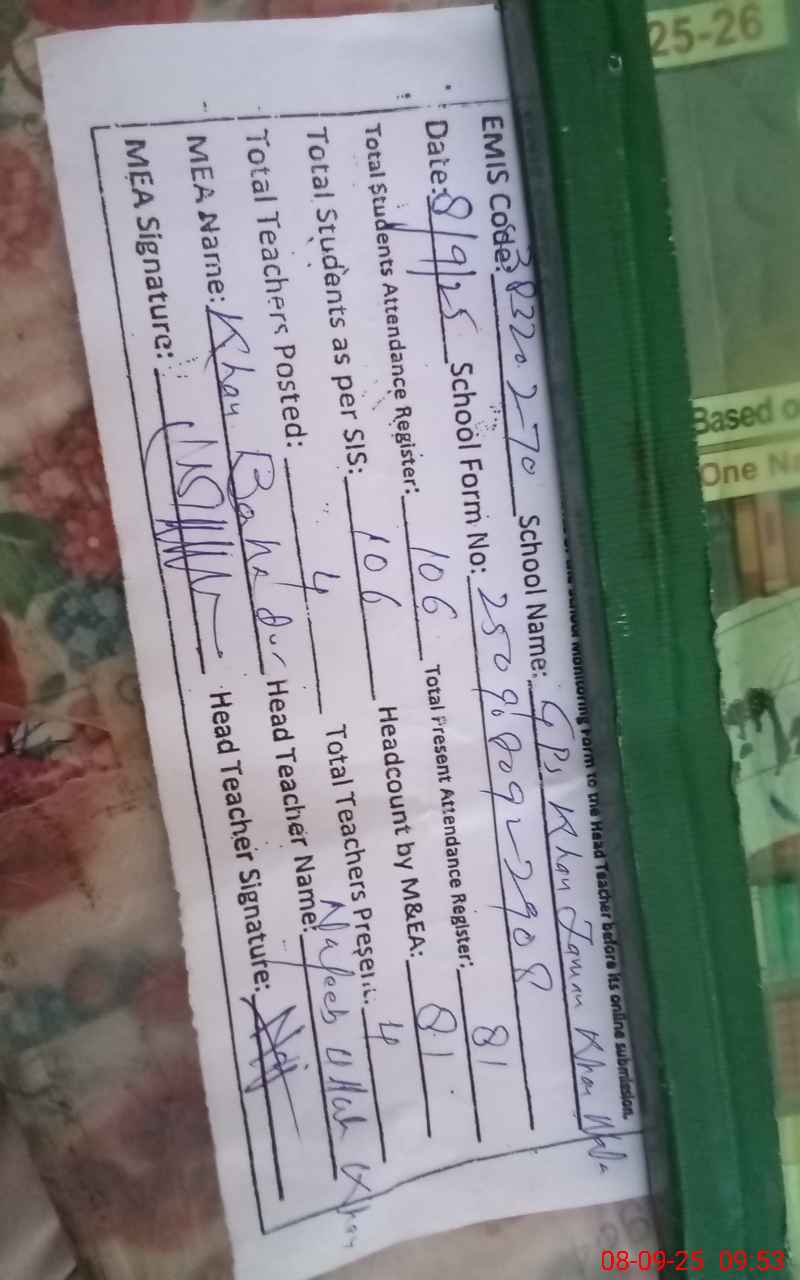 25-26
Based o
One Na
School Monitoring Form to the Head Teacher before its online submission.
EMIS Code: 38320270 School Name: GPS Khan Zaman Khan Walla
Date: 8/9/25 School Form No: 2509
Total Students Attendance Register: 106 Total Present Attendance Register: 81
Total Students as per SIS: 106 Headcount by M&EA: 81
Total Teachers Posted: 4 Total Teachers Present: 4
MEA Name: Khan Bahadur Head Teacher Name: Najeeb Ullah Khan
MEA Signature: Head Teacher Signature:
08-09-25 09:53